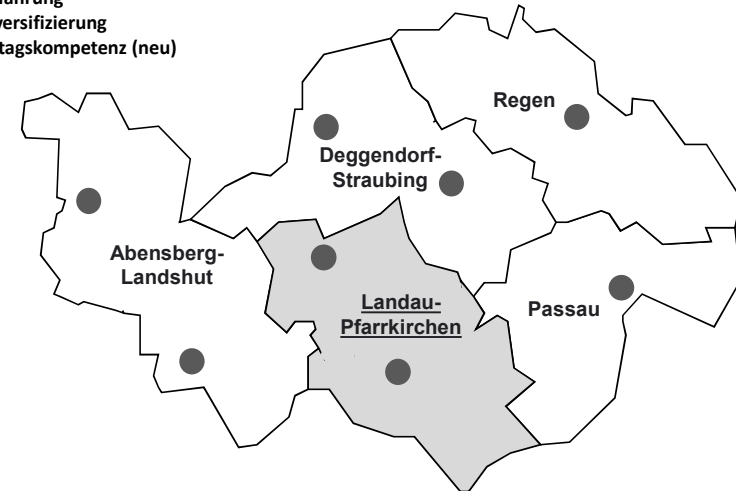 versifizierung
tagskompetenz (neu)
Regen
Deggendorf-
Straubing
Abensberg-
Landshut
Landau-
Pfarrkirchen
Passau